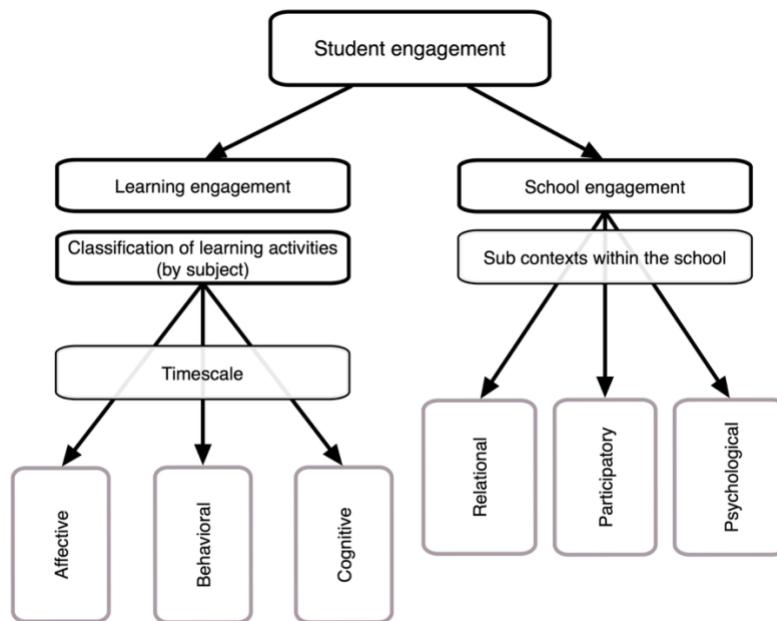 Student engagement
Learning engagement
School engagement
Classification of learning activities
(by subject)
Sub contexts within the school
Timescale
Affective
Behavioral
Cognitive
Relational
Participatory
Psychological